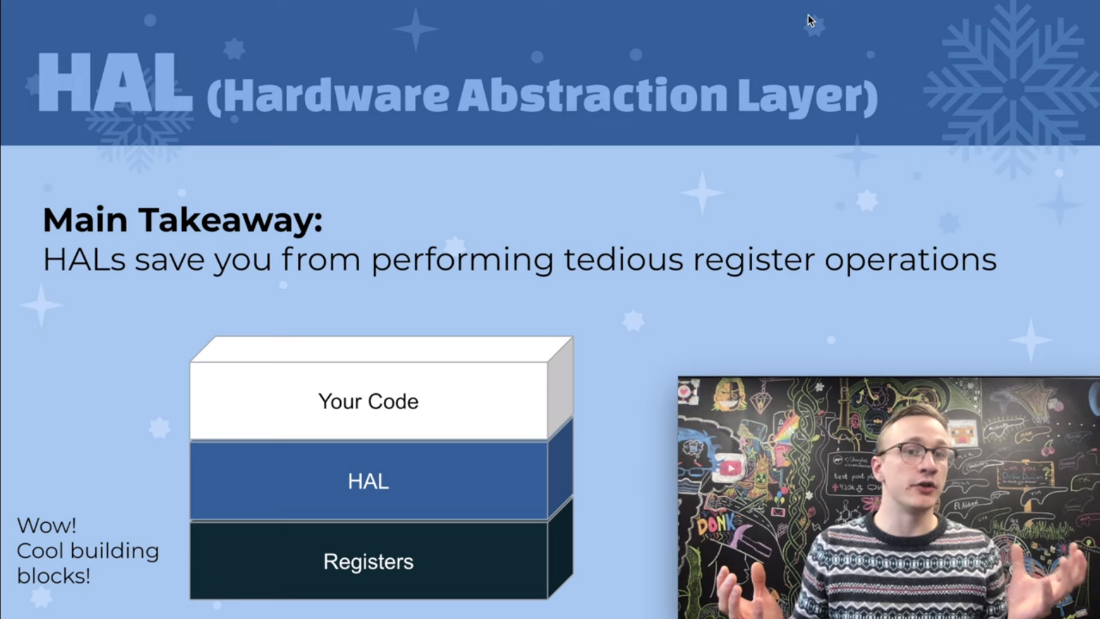 HAL (Hardware Abstraction Layer)
Main Takeaway:
HALs save you from performing tedious register operations
Your Code
HAL
Registers
Wow!
Cool building
blocks!
DONK